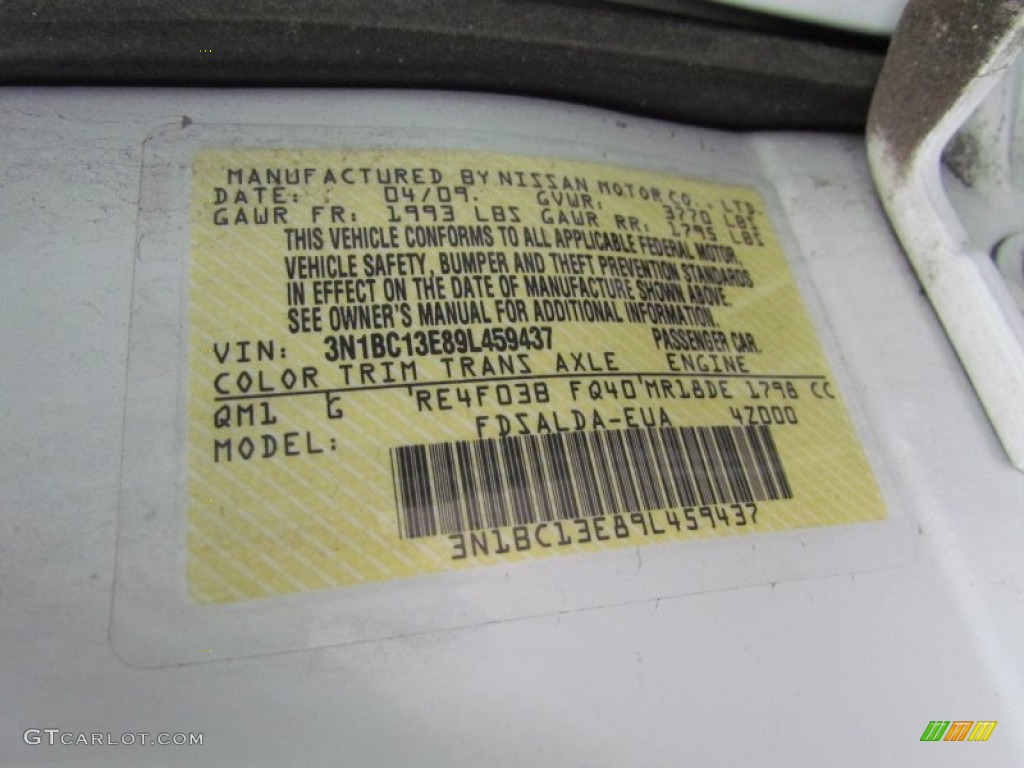 MANUFACTURED BY NISSAN MOTOR CO., LTD.
DATE: 04/09. GVWR: 3770 LBS
GAWR FR: 1993 LBS GAWR RR: 1795 LBS
THIS VEHICLE CONFORMS TO ALL APPLICABLE FEDERAL MOTOR
VEHICLE SAFETY, BUMPER AND THEFT PREVENTION STANDARDS
IN EFFECT ON THE DATE OF MANUFACTURE SHOWN ABOVE.
SEE OWNER'S MANUAL FOR ADDITIONAL INFORMATION.
VIN: 3N1BC13E89L459437 PASSENGER CAR.
COLOR TRIM TRANS AXLE ENGINE
QM1 G RE4F03B FQ40 MR18DE 1798 CC
MODEL: FDSALDA-EUA 4Z000
3N1BC13E89L459437
GTCARLOT.COM